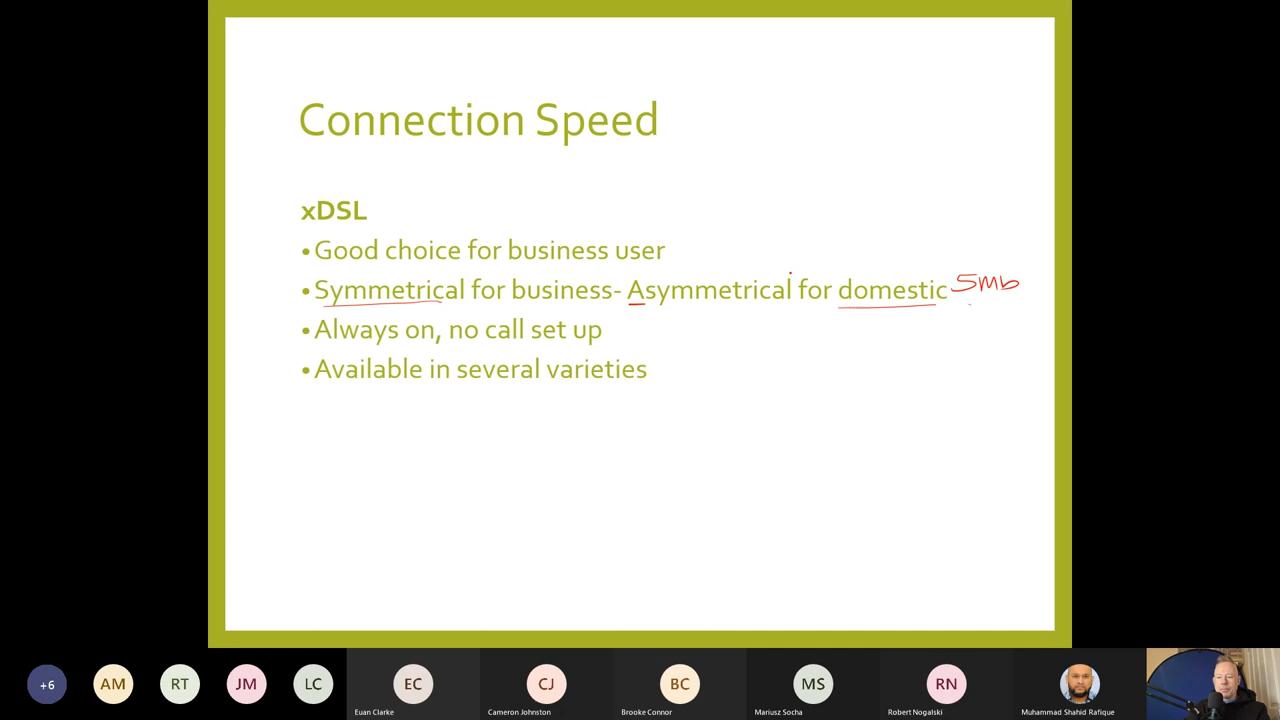 Connection Speed
xDSL
• Good choice for business user
• Symmetrical for business- Asymmetrical for domestic 5mb
• Always on, no call set up
• Available in several varieties
+6 AM RT JM LC EC CJ BC MS RN
Euan Clarke Cameron Johnston Brooke Connor Mariusz Socha Robert Nogalski Muhammad Shahid Rafique